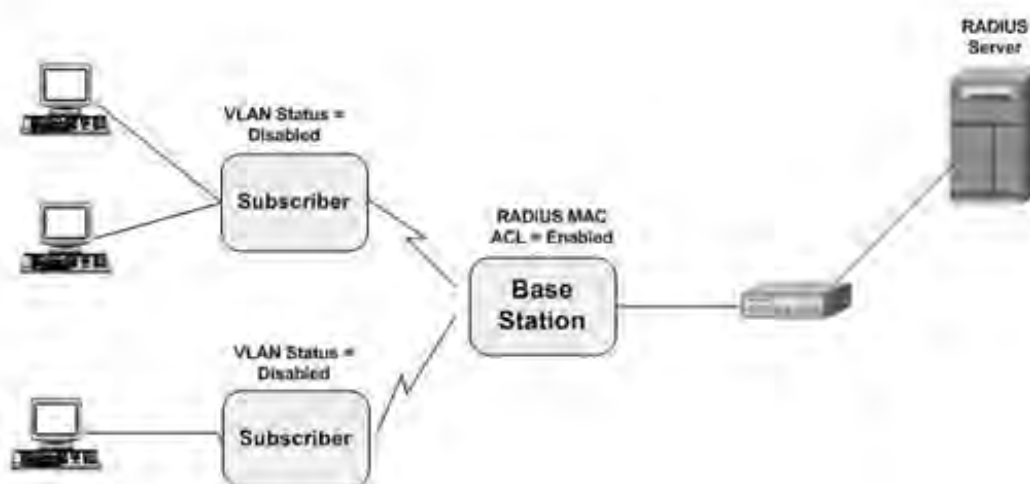 RADIUS
Server
VLAN Status =
Disabled
Subscriber
RADIUS MAC
ACL = Enabled
Base
Station
VLAN Status =
Disabled
Subscriber